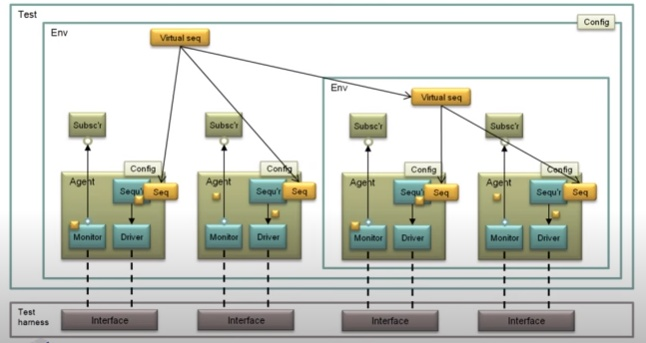 Test
Config
Env
Virtual seq
Env
Virtual seq
Subsc'r
Subsc'r
Subsc'r
Subsc'r
Config
Config
Config
Config
Agent
Sequ'r
Seq
Agent
Sequ'r
Seq
Agent
Sequ'r
Seq
Agent
Sequ'r
Seq
Monitor
Driver
Monitor
Driver
Monitor
Driver
Monitor
Driver
Test
harness
Interface
Interface
Interface
Interface